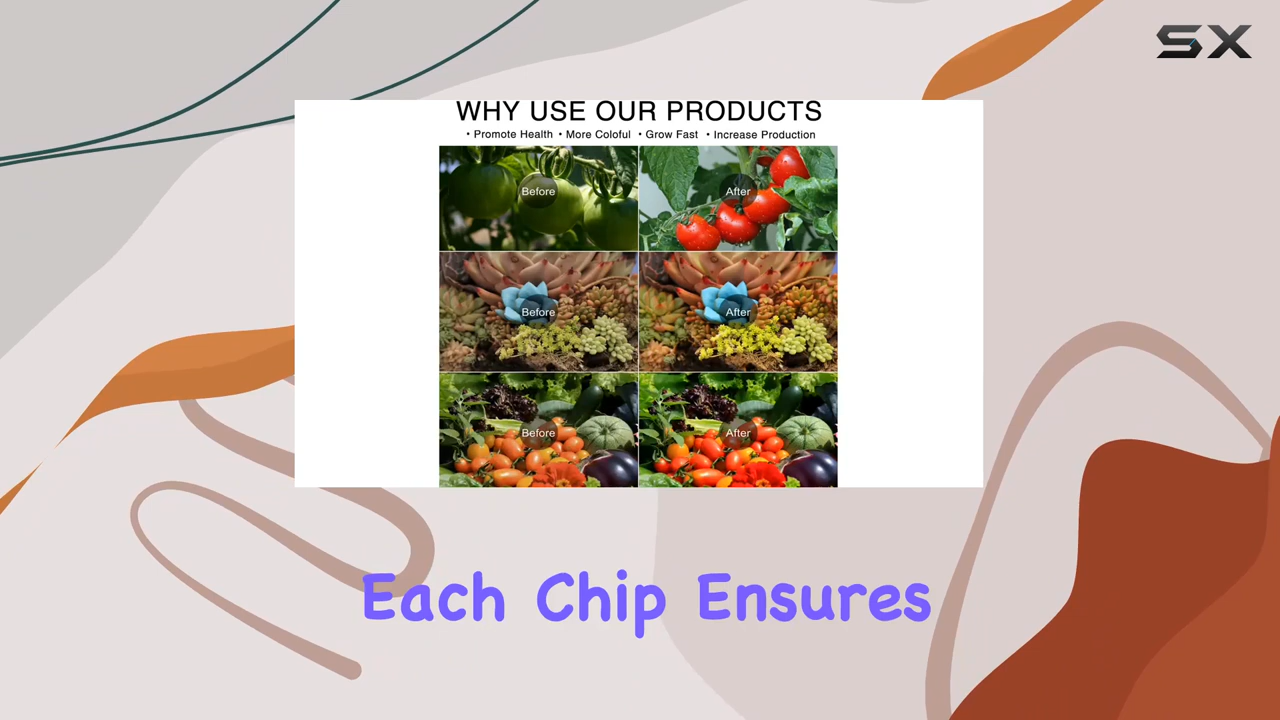 SX
WHY USE OUR PRODUCTS
• Promote Health • More Coloful • Grow Fast • Increase Production
Before
After
Before
After
Before
After
Each Chip Ensures